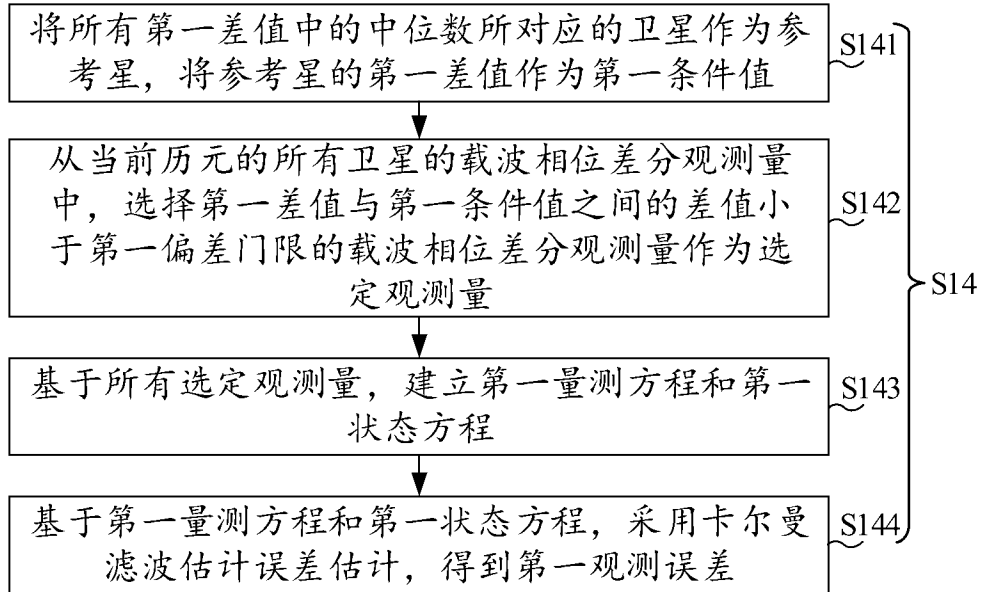 将所有第一差值中的中位数所对应的卫星作为参
考星，将参考星的第一差值作为第一条件值
S141
从当前历元的所有卫星的载波相位差分观测量
中，选择第一差值与第一条件值之间的差值小
于第一偏差门限的载波相位差分观测量作为选
定观测量
S142
S14
基于所有选定观测量，建立第一量测方程和第一
状态方程
S143
基于第一量测方程和第一状态方程，采用卡尔曼
滤波估计误差估计，得到第一观测误差
S144